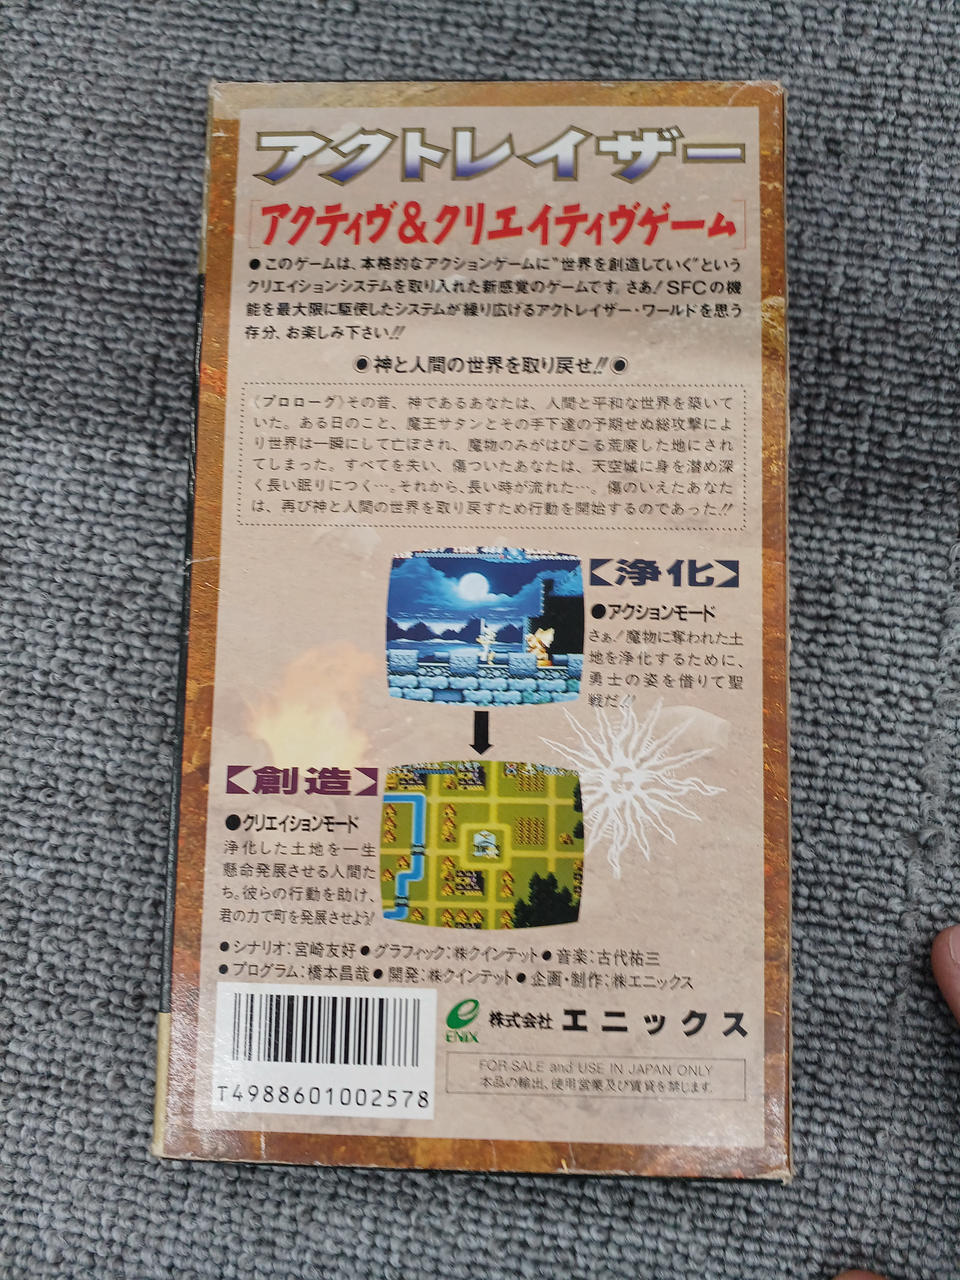 アクトレイザー
[アクティヴ&クリエイティヴゲーム]
●このゲームは、本格的なアクションゲームに“世界を創造していく”という
クリエイションシステムを取り入れた新感覚のゲームです。さあ!SFCの機
能を最大限に駆使したシステムが繰り広げるアクトレイザー・ワールドを思う
存分、お楽しみ下さい!!
◉神と人間の世界を取り戻せ!!◉
《プロローグ》その昔、神であるあなたは、人間と平和な世界を築いて
いた。ある日のこと、魔王サタンとその手下達の予期せぬ総攻撃によ
り世界は一瞬にして亡ぼされ、魔物のみがはびこる荒廃した地にされ
てしまった。すべてを失い、傷ついたあなたは、天空城に身を潜め深
く長い眠りにつく…。それから、長い時が流れた…。傷のいえたあなた
は、再び神と人間の世界を取り戻すため行動を開始するのであった!!
【浄化】
●アクションモード
さぁ!魔物に奪われた土
地を浄化するために、
勇士の姿を借りて聖
戦だ!!
【創造】
●クリエイションモード
浄化した土地を一生
懸命発展させる人間た
ち。彼らの行動を助け、
君の力で町を発展させよう!
●シナリオ:宮崎友好●グラフィック:㈱クインテット●音楽:古代祐三
●プログラム:橋本昌哉●開発:㈱クインテット●企画・制作:㈱エニックス
ENIX 株式会社エニックス
FOR SALE and USE IN JAPAN ONLY
本品の輸出、使用営業及び賃貸を禁じます。
T4988601002578